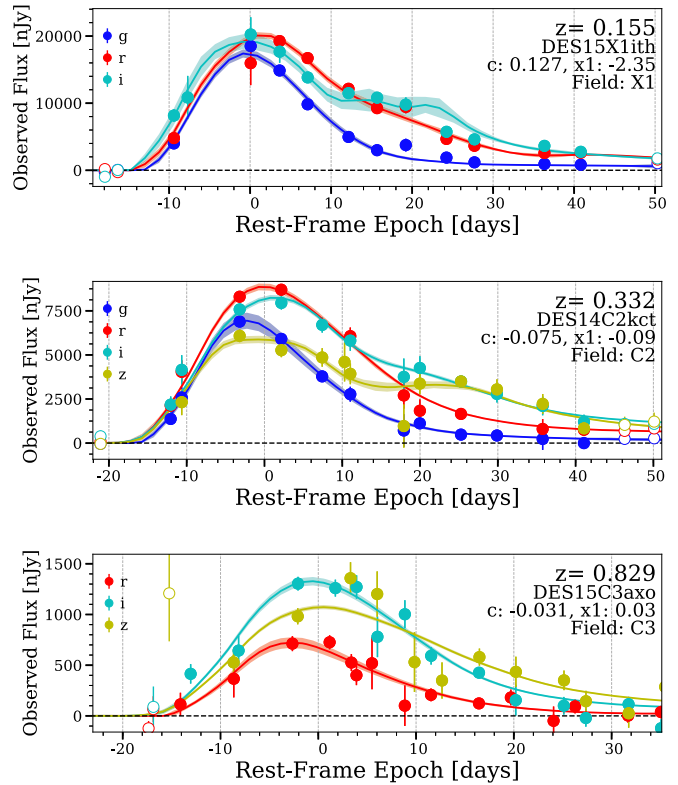 Observed Flux [nJy]
20000
10000
0
g
r
i
z = 0.155
DES15X1ith
c: 0.127, x1: -2.35
Field: X1
-10 0 10 20 30 40 50
Rest-Frame Epoch [days]
Observed Flux [nJy]
7500
5000
2500
0
g
r
i
z
z= 0.332
DES14C2kct
c: -0.075, x1: -0.09
Field: C2
-20 -10 0 10 20 30 40 50
Rest-Frame Epoch [days]
Observed Flux [nJy]
1500
1000
500
0
r
i
z
z= 0.829
DES15C3axo
c: -0.031, x1: 0.03
Field: C3
-20 -10 0 10 20 30
Rest-Frame Epoch [days]